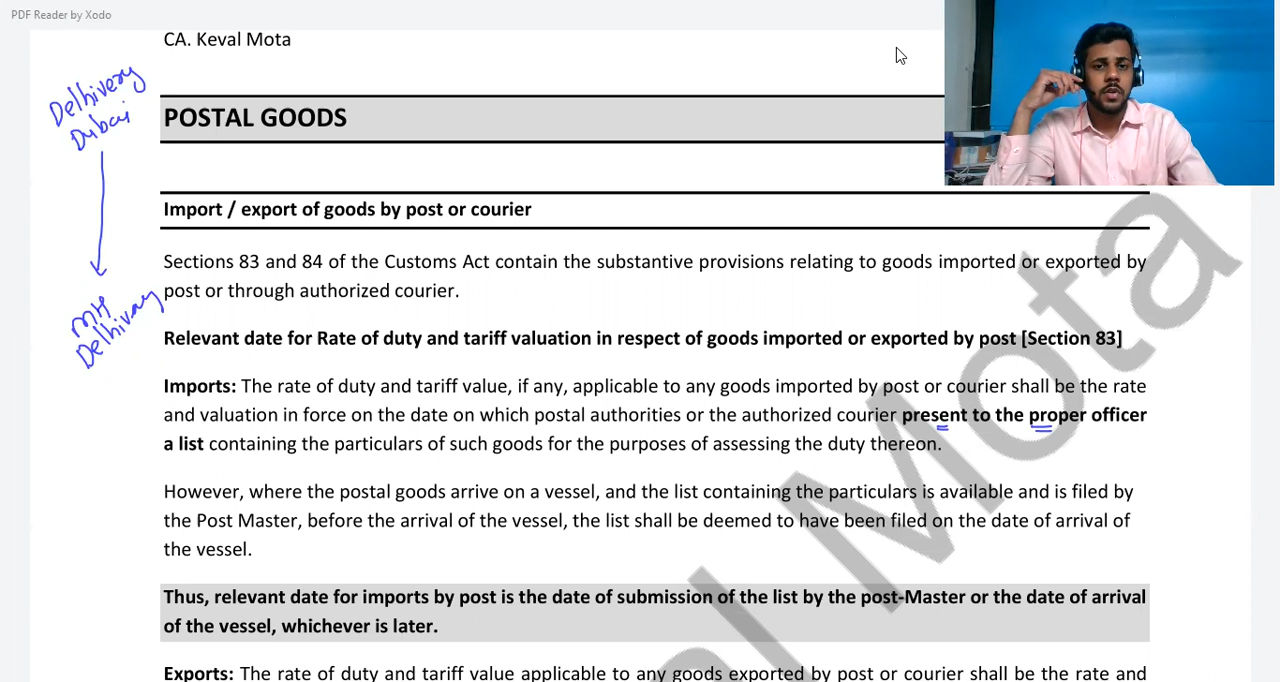 PDF Reader by Xodo
CA. Keval Mota
Delhivery
Dubai
POSTAL GOODS
Import / export of goods by post or courier
Sections 83 and 84 of the Customs Act contain the substantive provisions relating to goods imported or exported by
post or through authorized courier.
MH
Delhivery
Relevant date for Rate of duty and tariff valuation in respect of goods imported or exported by post [Section 83]
Imports: The rate of duty and tariff value, if any, applicable to any goods imported by post or courier shall be the rate
and valuation in force on the date on which postal authorities or the authorized courier present to the proper officer
a list containing the particulars of such goods for the purposes of assessing the duty thereon.
However, where the postal goods arrive on a vessel, and the list containing the particulars is available and is filed by
the Post Master, before the arrival of the vessel, the list shall be deemed to have been filed on the date of arrival of
the vessel.
Thus, relevant date for imports by post is the date of submission of the list by the post-Master or the date of arrival
of the vessel, whichever is later.
Exports: The rate of duty and tariff value applicable to any goods exported by post or courier shall be the rate and
l Mota